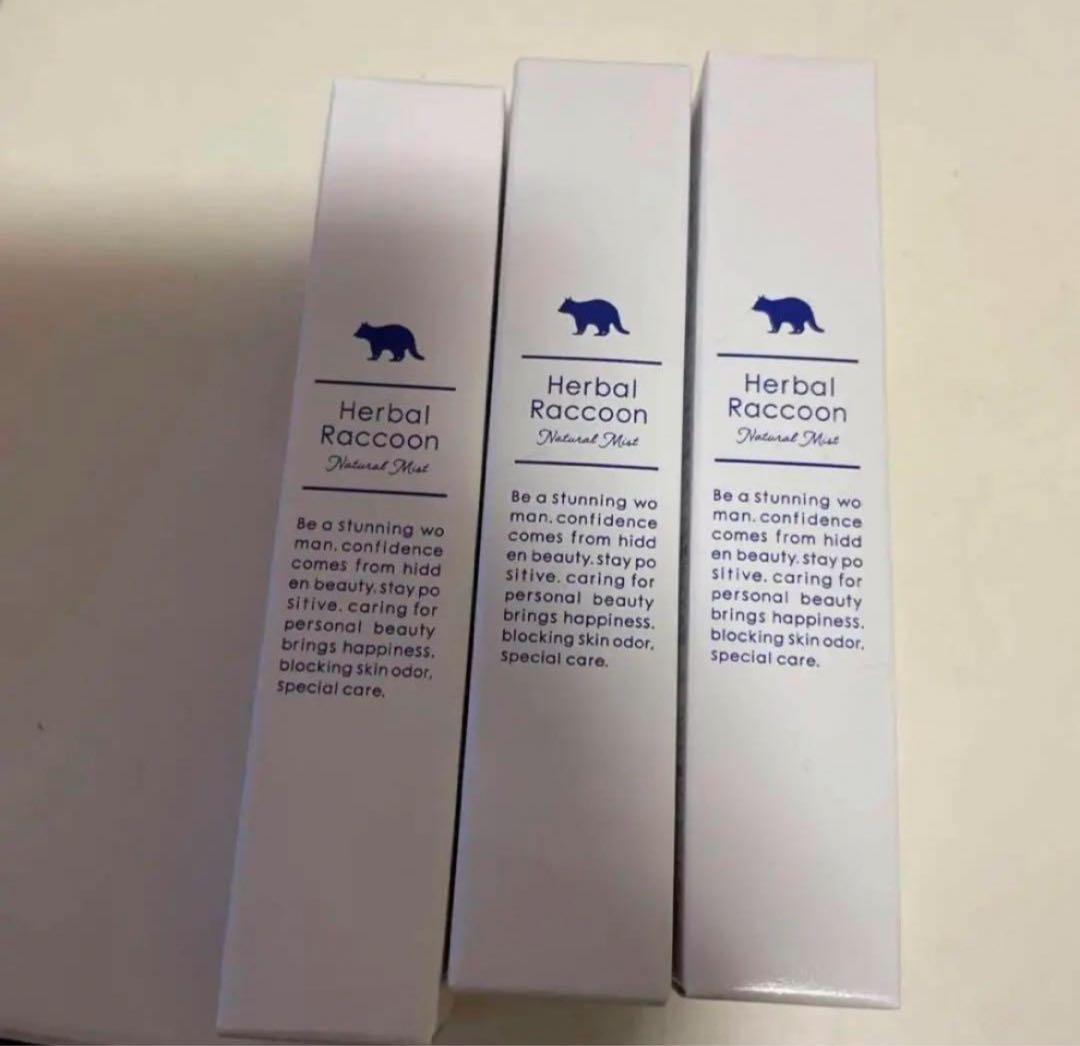 Herbal
Raccoon
Natural Mist
Be a stunning wo
man. confidence
comes from hidd
en beauty. stay po
sitive. caring for
personal beauty
brings happiness.
blocking skin odor,
special care.
Herbal
Raccoon
Natural Mist
Be a stunning wo
man. confidence
comes from hidd
en beauty. stay po
sitive. caring for
personal beauty
brings happiness.
blocking skin odor,
special care.
Herbal
Raccoon
Natural Mist
Be a stunning wo
man. confidence
comes from hidd
en beauty. stay po
sitive. caring for
personal beauty
brings happiness.
blocking skin odor,
special care.